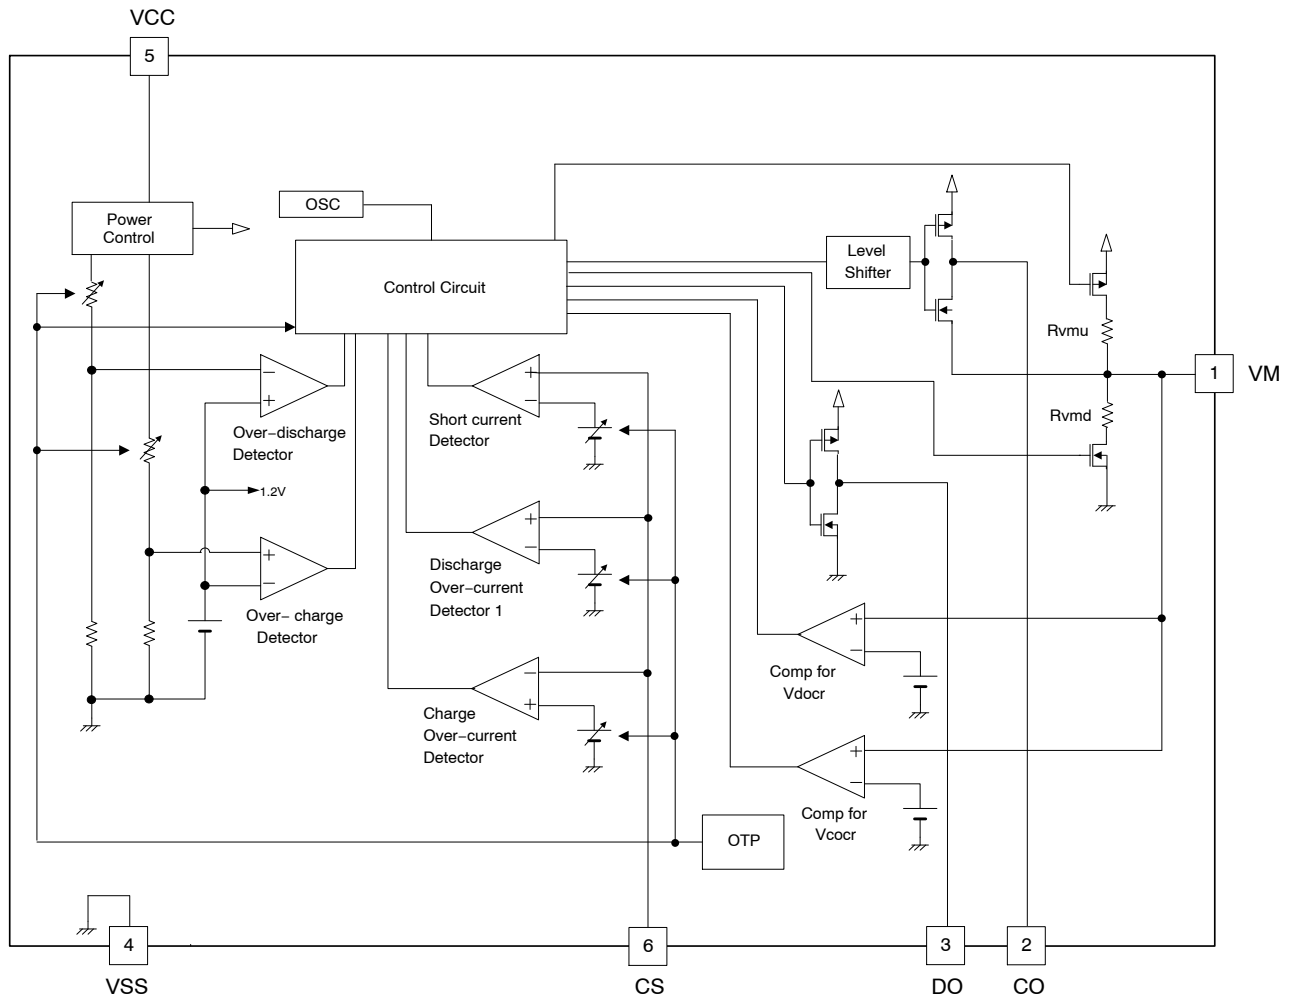 VCC
5
OSC
Power
Control
Level
Shifter
Control Circuit
Rvmu
1
VM
−
+
Over−discharge
Detector
+
−
Short current
Detector
Rvmd
1.2V
+
−
Over− charge
Detector
+
−
Discharge
Over−current
Detector 1
+
−
Comp for
Vdocr
−
+
Charge
Over−current
Detector
+
−
Comp for
Vcocr
OTP
4
6
3
2
VSS
CS
DO
CO